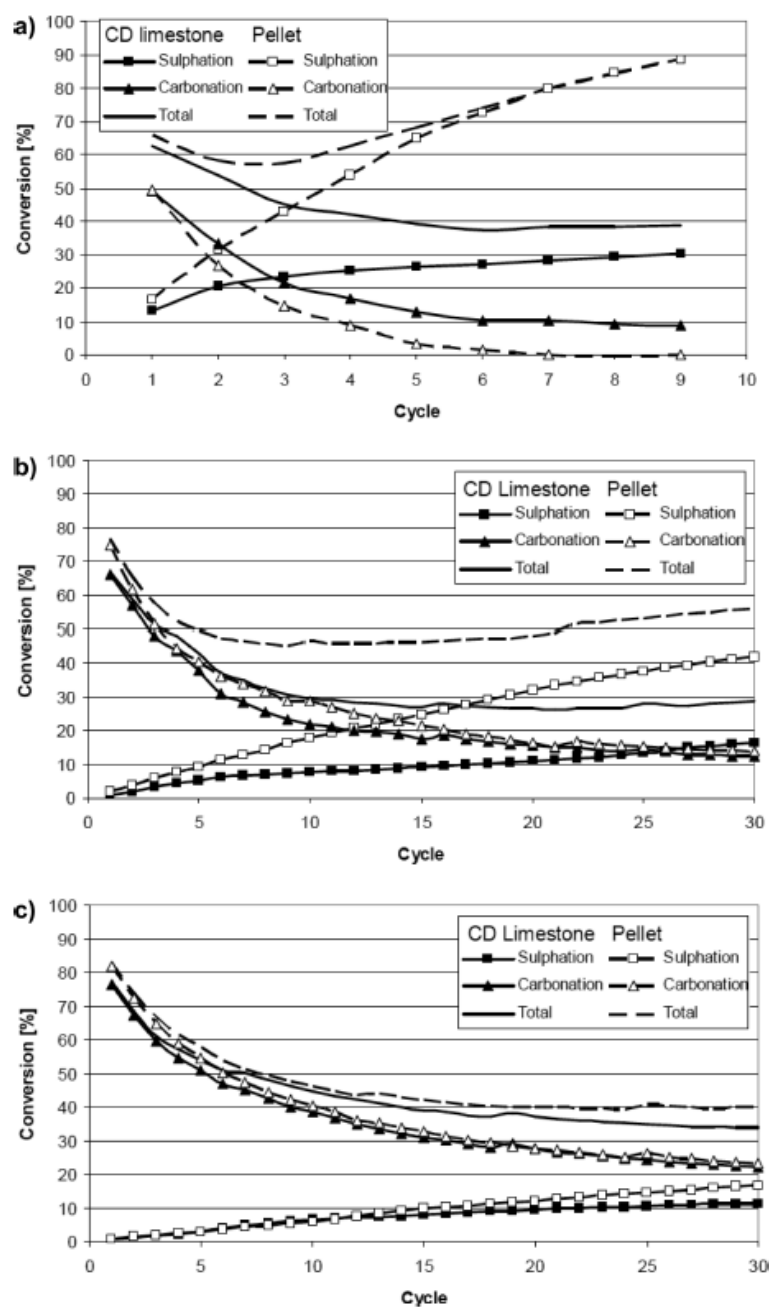 a)
CD limestone Pellet
Sulphation Sulphation
Carbonation Carbonation
Total Total
100
90
80
70
60
50
40
30
20
10
0
Conversion [%]
0 1 2 3 4 5 6 7 8 9 10
Cycle
b)
CD Limestone Pellet
Sulphation Sulphation
Carbonation Carbonation
Total Total
100
90
80
70
60
50
40
30
20
10
0
Conversion [%]
0 5 10 15 20 25 30
Cycle
c)
CD Limestone Pellet
Sulphation Sulphation
Carbonation Carbonation
Total Total
100
90
80
70
60
50
40
30
20
10
0
Conversion [%]
0 5 10 15 20 25 30
Cycle